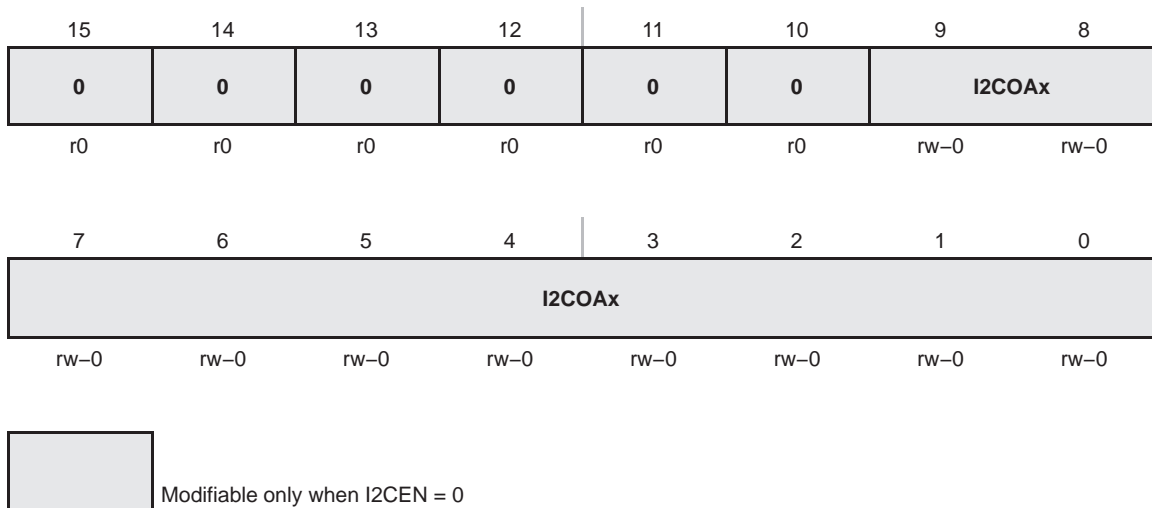 15 14 13 12 11 10 9 8
0 0 0 0 0 0 I2COAx
r0 r0 r0 r0 r0 r0 rw−0 rw−0
7 6 5 4 3 2 1 0
I2COAx
rw−0 rw−0 rw−0 rw−0 rw−0 rw−0 rw−0 rw−0
Modifiable only when I2CEN = 0